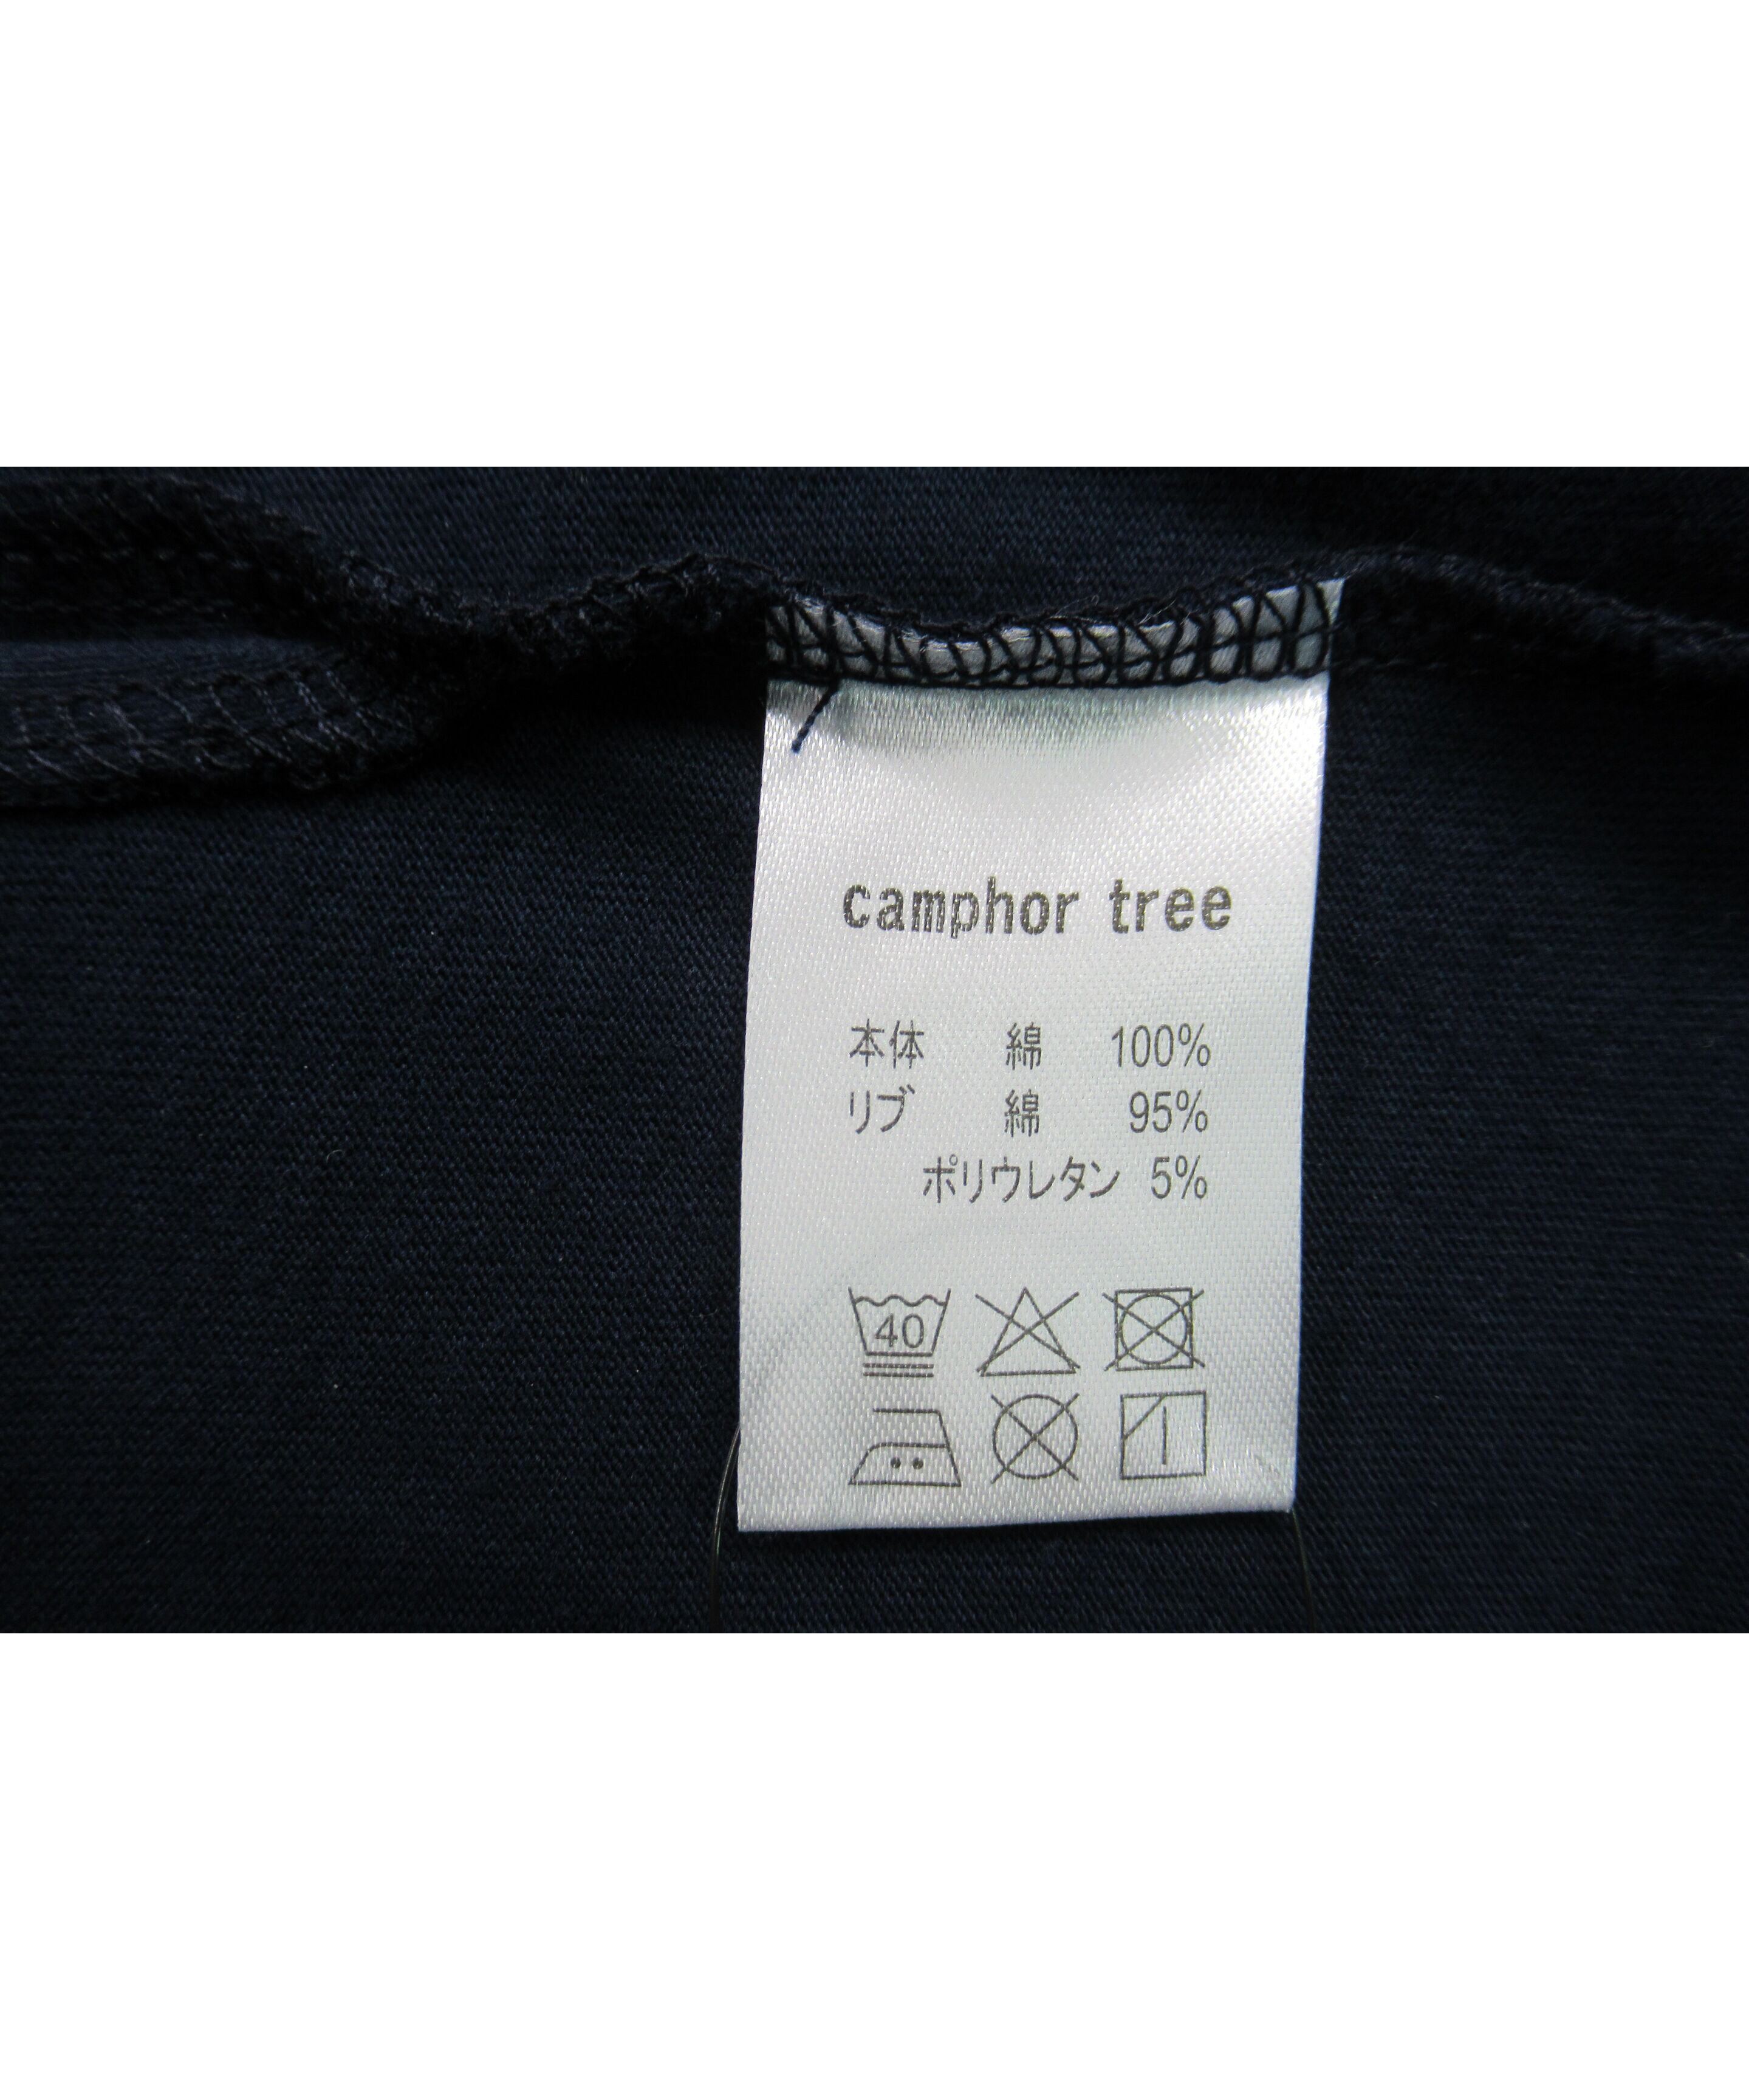 camphor tree
本体 綿 100%
リブ 綿 95%
ポリウレタン 5%
40